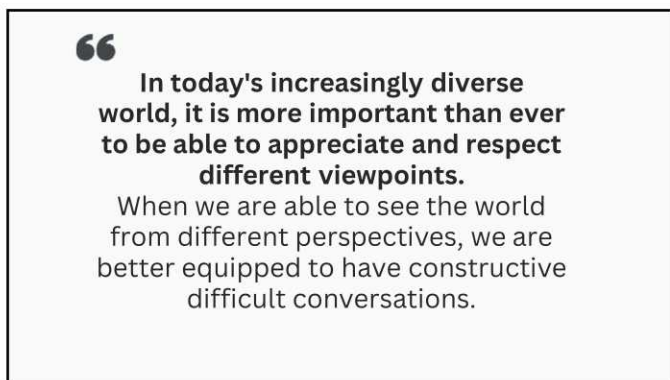 ❝
In today's increasingly diverse
world, it is more important than ever
to be able to appreciate and respect
different viewpoints.
When we are able to see the world
from different perspectives, we are
better equipped to have constructive
difficult conversations.